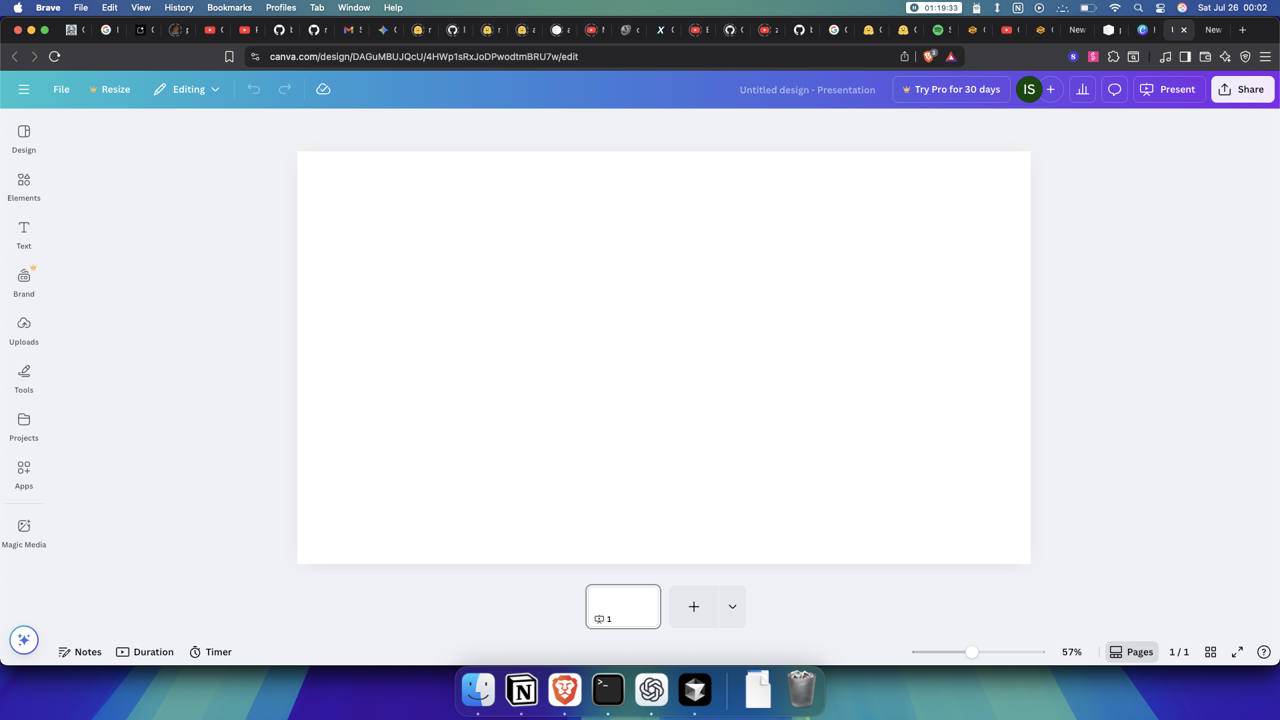 Brave File Edit View History Bookmarks Profiles Tab Window Help 01:19:33 Sat Jul 26 00:02
New New
canva.com/design/DAGuMBUJQcU/4HWp1sRxJoDPwodtmBRU7w/edit
File Resize Editing Untitled design - Presentation Try Pro for 30 days IS Present Share
Design
Elements
Text
Brand
Uploads
Tools
Projects
Apps
Magic Media
1
Notes Duration Timer 57% Pages 1 / 1